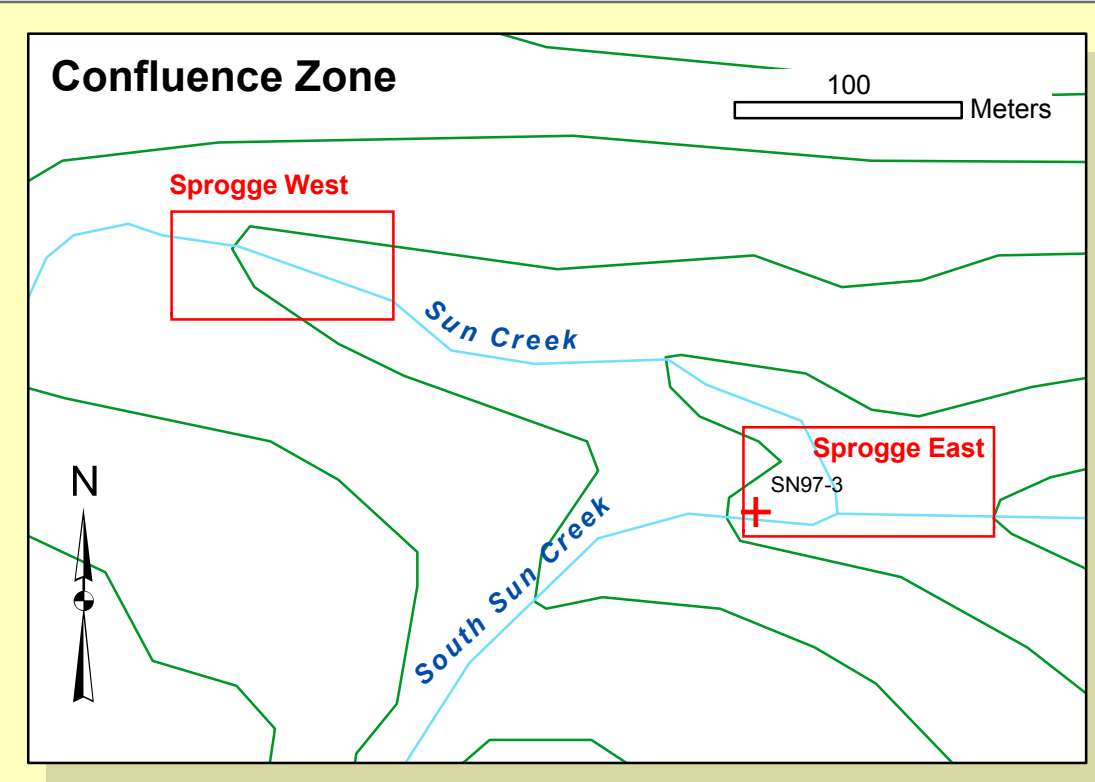 Confluence Zone
100
Meters
Sprogge West
Sun Creek
Sprogge East
SN97-3
N
South Sun Creek